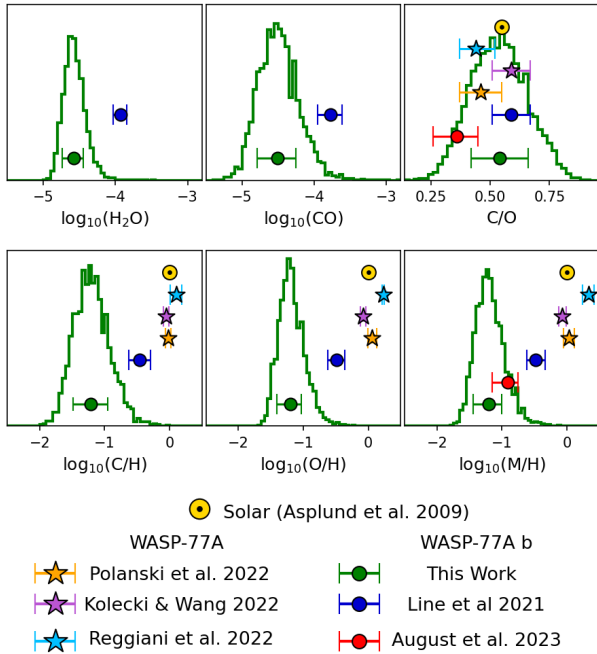 −5 −4 −3
log₁₀(H₂O)
−5 −4 −3
log₁₀(CO)
0.25 0.50 0.75
C/O
−2 −1 0
log₁₀(C/H)
−2 −1 0
log₁₀(O/H)
−2 −1 0
log₁₀(M/H)
Solar (Asplund et al. 2009)
WASP-77A WASP-77A b
Polanski et al. 2022 This Work
Kolecki & Wang 2022 Line et al 2021
Reggiani et al. 2022 August et al. 2023